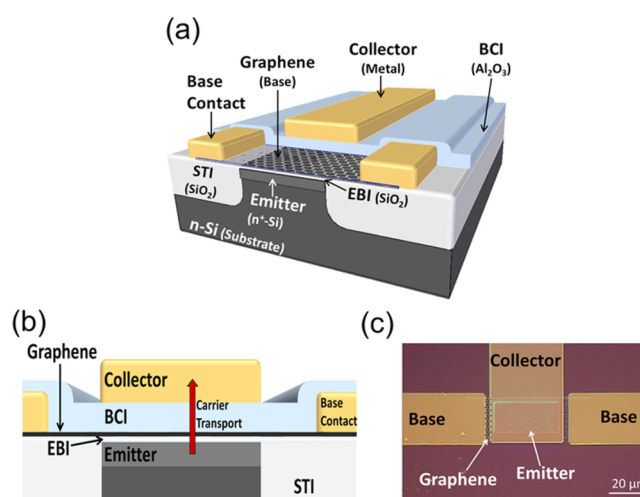 (a)
Graphene
(Base)
Collector
(Metal)
BCI
(Al₂O₃)
Base
Contact
STI
(SiO₂)
EBI (SiO₂)
Emitter
(n⁺-Si)
n-Si (Substrate)
(b)
Graphene
Collector
BCI
Carrier
Transport
Base
Contact
EBI
Emitter
STI
(c)
Collector
Base
Base
Graphene
Emitter
20 µm